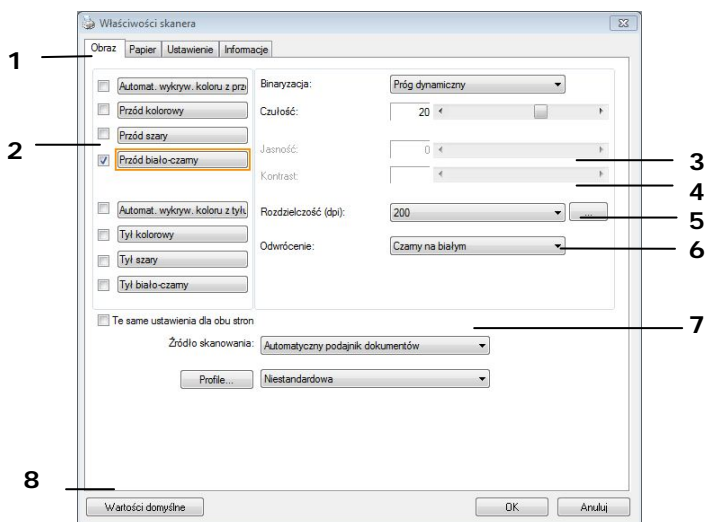 Właściwości skanera
Obraz Papier Ustawienie Informacje
1
Automat. wykryw. koloru z prz
Binaryzacja:
Próg dynamiczny
Przód kolorowy
Czułość:
20
Przód szary
2
Przód biało-czarny
Jasność:
0
3
Kontrast:
4
Automat. wykryw. koloru z tyłu
Rozdzielczość (dpi):
200
...
5
Tył kolorowy
Odwrócenie:
Czarny na białym
6
Tył szary
Tył biało-czarny
Te same ustawienia dla obu stron
7
Źródło skanowania:
Automatyczny podajnik dokumentów
Profile...
Niestandardowa
8
Wartości domyślne
OK
Anuluj